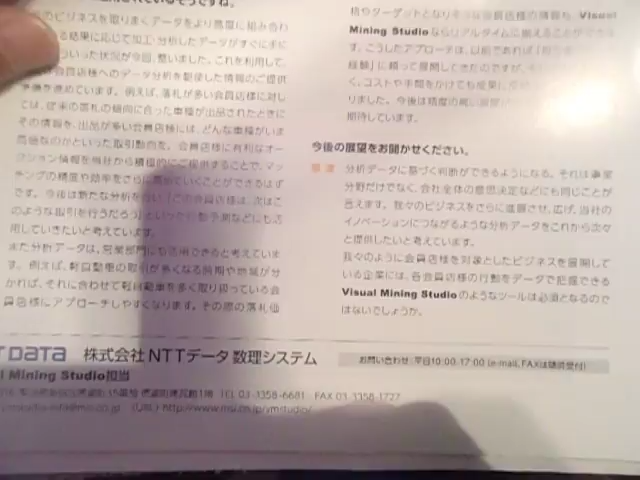 のビジネスを取りまくデータをより高度に組み合わ
結果に応じて加工・分析したデータがすぐに手に
いった状況が今回、整いました。これを利用して、
会員店様へのデータ分析を駆使した情報のご提供
準備を進めています。例えば、落札が多い会員店様に対し
ては、従来の落札の傾向に合った車種が出品されたときに
その情報を、出品が多い会員店様には、どんな車種がいま
高値なのかといった取引動向を、会員店様に有利なオー
クション情報を当社から積極的にご提供することで、マッ
チングの精度や効率をさらに高めていくことができるはず
です。今後は新たな分析を行い「この会員店様は、次はこ
のような取引を行うだろう」といった行動予測などにも活
用していきたいと考えています。
また分析データは、営業部門にも活用できると考えていま
す。例えば、軽自動車の取引が多くなる時期や地域が分
かれば、それに合わせて軽自動車を多く取り扱っている会
員店様にアプローチしやすくなります。その際の落札価
格やターゲットとなりそうな会員店様の情報も、Visual
Mining Studioならリアルタイムに揃えることができ
す。こうしたアプローチは、以前であれば
経験」に頼って展開してきたのですが、
く、コストや手間をかけても成果に
りました。今後は精度の高い展開が
期待しています。
今後の展望をお聞かせください。
分析データに基づく判断ができるようになる。それは事業
分野だけでなく、会社全体の意思決定などにも同じことが
言えます。我々のビジネスをさらに進展させ、広げ、当社の
イノベーションにつながるような分析データをこれから次々
と提供したいと考えています。
我々のように会員店様を対象としたビジネスを展開して
いる企業には、各会員店様の行動をデータで把握できる
Visual Mining Studioのようなツールは必須となるので
はないでしょうか。
T DATA 株式会社NTTデータ数理システム
お問い合わせ:平日10:00-17:00 (e-mail,FAXは随時受付)
l Mining Studio担当
TEL 03-3358-6681 FAX 03-3358-1727
(URL) http://www.msi.co.jp/vmstudio/